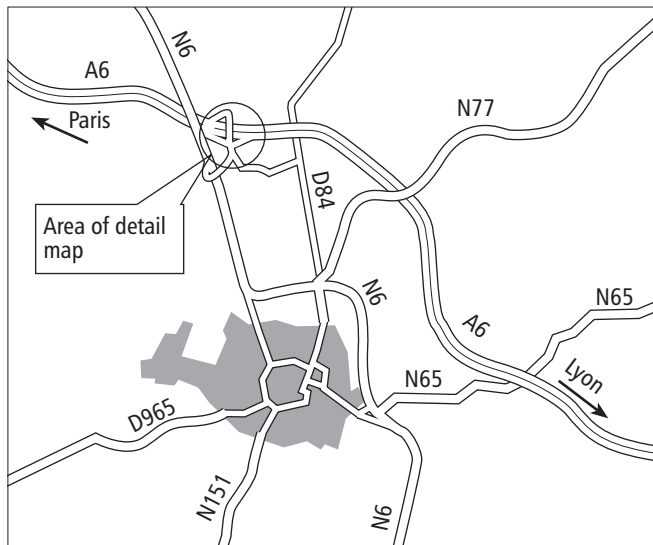 N6
A6
Paris
N77
D84
Area of detail
map
N6
A6
N65
Lyon
N65
D965
N151
N6